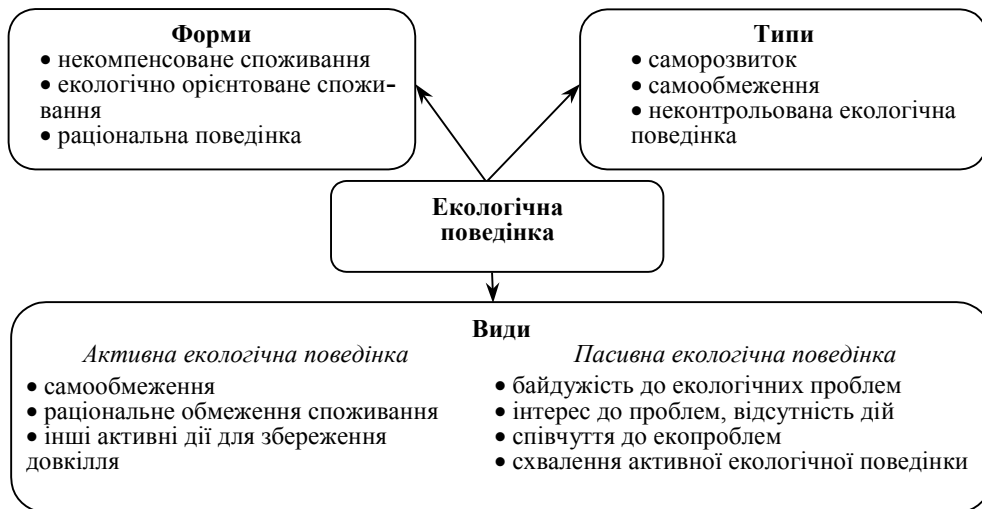 Форми
• некомпенсоване споживання
• екологічно орієнтоване спожи-
вання
• раціональна поведінка
Типи
• саморозвиток
• самообмеження
• неконтрольована екологічна
поведінка
Екологічна
поведінка
Види
Активна екологічна поведінка
• самообмеження
• раціональне обмеження споживання
• інші активні дії для збереження
довкілля
Пасивна екологічна поведінка
• байдужість до екологічних проблем
• інтерес до проблем, відсутність дій
• співчуття до екопроблем
• схвалення активної екологічної поведінки